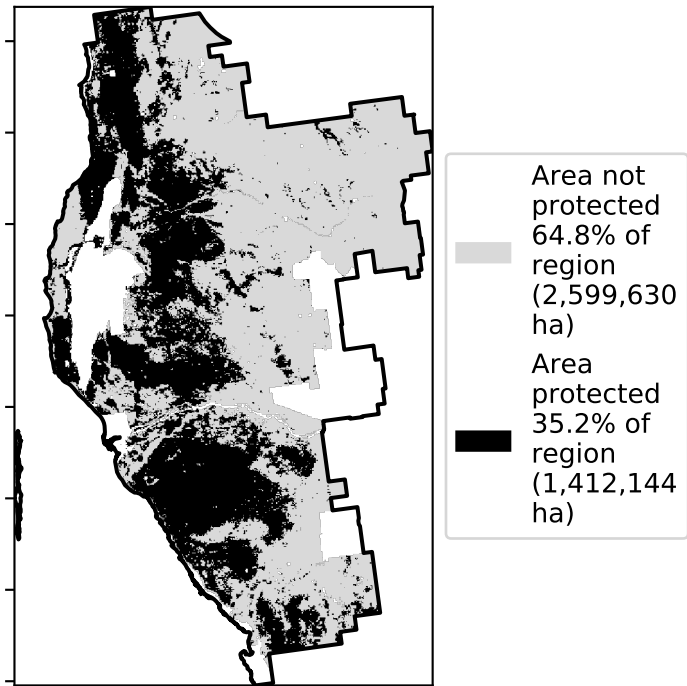 Area not
protected
64.8% of
region
(2,599,630
ha)
Area
protected
35.2% of
region
(1,412,144
ha)